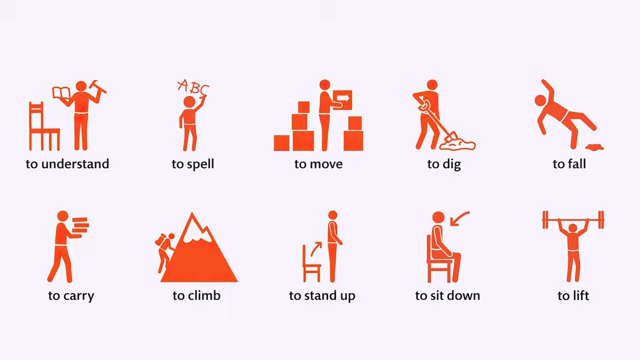 to understand
ABC
to spell
to move
to dig
to fall
to carry
to climb
to stand up
to sit down
to lift